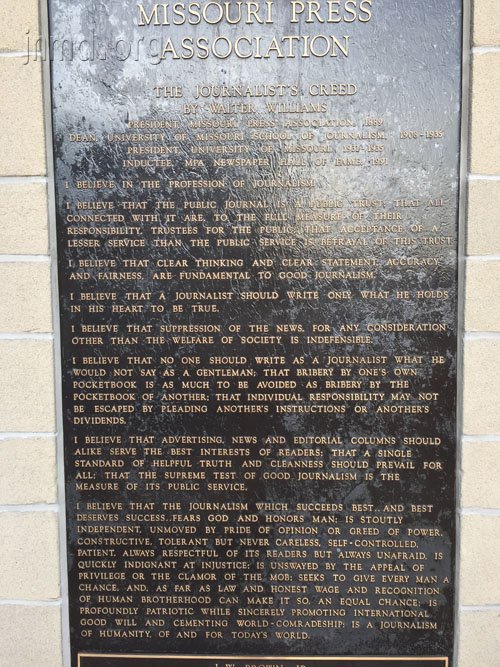 MISSOURI PRESS
ASSOCIATION
THE JOURNALIST'S CREED
BY WALTER WILLIAMS
PRESIDENT, MISSOURI PRESS ASSOCIATION, 1889
DEAN, UNIVERSITY OF MISSOURI SCHOOL OF JOURNALISM, 1908-1935
PRESIDENT, UNIVERSITY OF MISSOURI, 1931-1935
INDUCTEE, MPA NEWSPAPER HALL OF FAME, 1991
I BELIEVE IN THE PROFESSION OF JOURNALISM.
I BELIEVE THAT THE PUBLIC JOURNAL IS A PUBLIC TRUST; THAT ALL
CONNECTED WITH IT ARE, TO THE FULL MEASURE OF THEIR
RESPONSIBILITY, TRUSTEES FOR THE PUBLIC; THAT ACCEPTANCE OF A
LESSER SERVICE THAN THE PUBLIC SERVICE IS BETRAYAL OF THIS TRUST.
I BELIEVE THAT CLEAR THINKING AND CLEAR STATEMENT, ACCURACY
AND FAIRNESS, ARE FUNDAMENTAL TO GOOD JOURNALISM.
I BELIEVE THAT A JOURNALIST SHOULD WRITE ONLY WHAT HE HOLDS
IN HIS HEART TO BE TRUE.
I BELIEVE THAT SUPPRESSION OF THE NEWS, FOR ANY CONSIDERATION
OTHER THAN THE WELFARE OF SOCIETY, IS INDEFENSIBLE.
I BELIEVE THAT NO ONE SHOULD WRITE AS A JOURNALIST WHAT HE
WOULD NOT SAY AS A GENTLEMAN; THAT BRIBERY BY ONE'S OWN
POCKETBOOK IS AS MUCH TO BE AVOIDED AS BRIBERY BY THE
POCKETBOOK OF ANOTHER; THAT INDIVIDUAL RESPONSIBILITY MAY NOT
BE ESCAPED BY PLEADING ANOTHER'S INSTRUCTIONS OR ANOTHER'S
DIVIDENDS.
I BELIEVE THAT ADVERTISING, NEWS AND EDITORIAL COLUMNS SHOULD
ALIKE SERVE THE BEST INTERESTS OF READERS; THAT A SINGLE
STANDARD OF HELPFUL TRUTH AND CLEANNESS SHOULD PREVAIL FOR
ALL; THAT THE SUPREME TEST OF GOOD JOURNALISM IS THE
MEASURE OF ITS PUBLIC SERVICE.
I BELIEVE THAT THE JOURNALISM WHICH SUCCEEDS BEST.. AND BEST
DESERVES SUCCESS..FEARS GOD AND HONORS MAN; IS STOUTLY
INDEPENDENT, UNMOVED BY PRIDE OF OPINION OR GREED OF POWER,
CONSTRUCTIVE, TOLERANT BUT NEVER CARELESS, SELF-CONTROLLED,
PATIENT, ALWAYS RESPECTFUL OF ITS READERS BUT ALWAYS UNAFRAID, IS
QUICKLY INDIGNANT AT INJUSTICE; IS UNSWAYED BY THE APPEAL OF
PRIVILEGE OR THE CLAMOR OF THE MOB; SEEKS TO GIVE EVERY MAN A
CHANCE, AND, AS FAR AS LAW AND HONEST WAGE AND RECOGNITION
OF HUMAN BROTHERHOOD CAN MAKE IT SO, AN EQUAL CHANCE; IS
PROFOUNDLY PATRIOTIC WHILE SINCERELY PROMOTING INTERNATIONAL
GOOD WILL AND CEMENTING WORLD-COMRADESHIP; IS A JOURNALISM
OF HUMANITY, OF AND FOR TODAY'S WORLD.